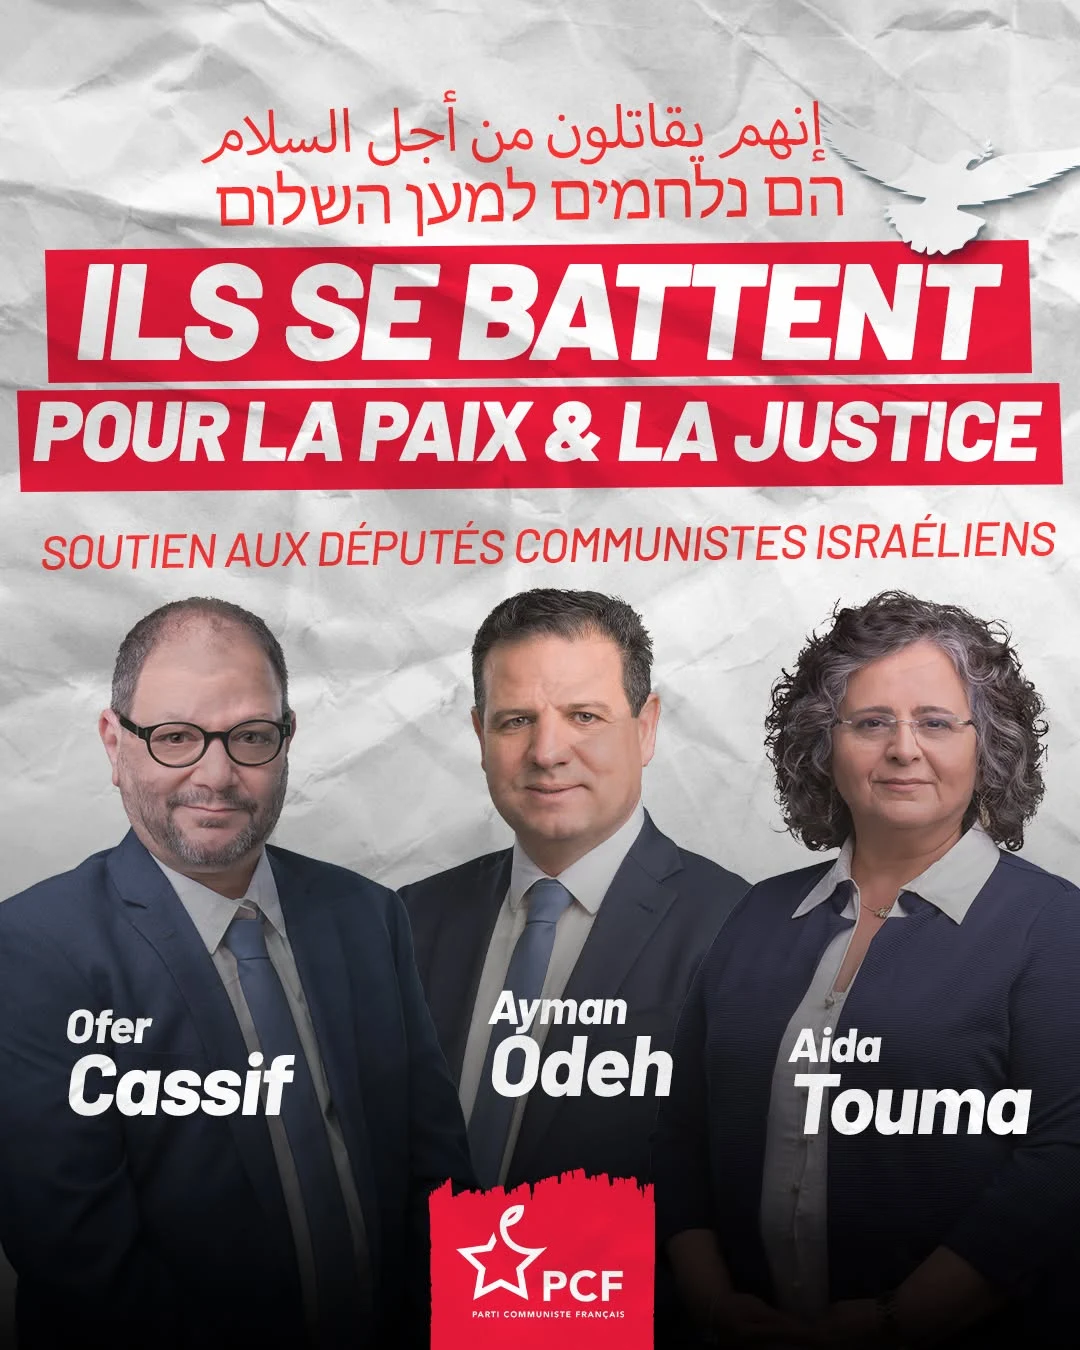 إنهم يقاتلون من أجل السلام
הם נלחמים למען השלום
ILS SE BATTENT
POUR LA PAIX & LA JUSTICE
SOUTIEN AUX DÉPUTÉS COMMUNISTES ISRAÉLIENS
Ofer
Cassif
Ayman
Odeh
Aida
Touma
PCF
PARTI COMMUNISTE FRANÇAIS